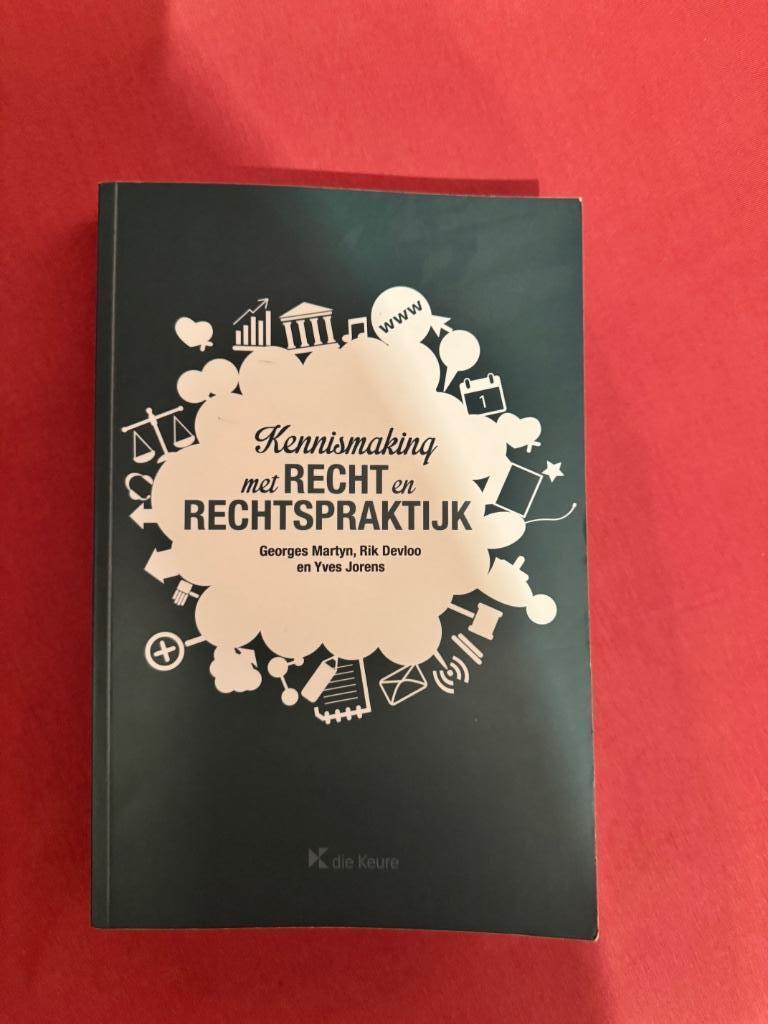 www
1
Kennismaking
met RECHT en
RECHTSPRAKTIJK
Georges Martyn, Rik Devloo
en Yves Jorens
die Keure